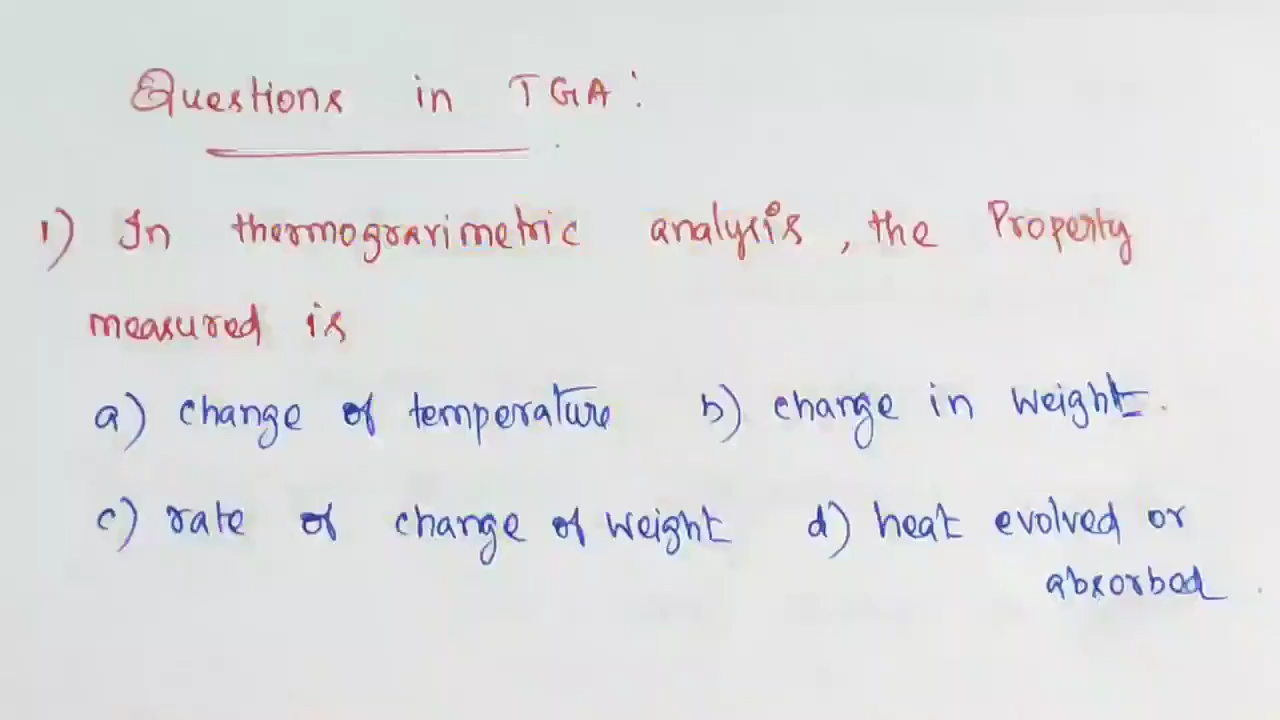 Questions in TGA:
1) In thermogravimetric analysis, the Property
measured is
a) change of temperature b) change in weight.
c) rate of change of weight d) heat evolved or
absorbed.